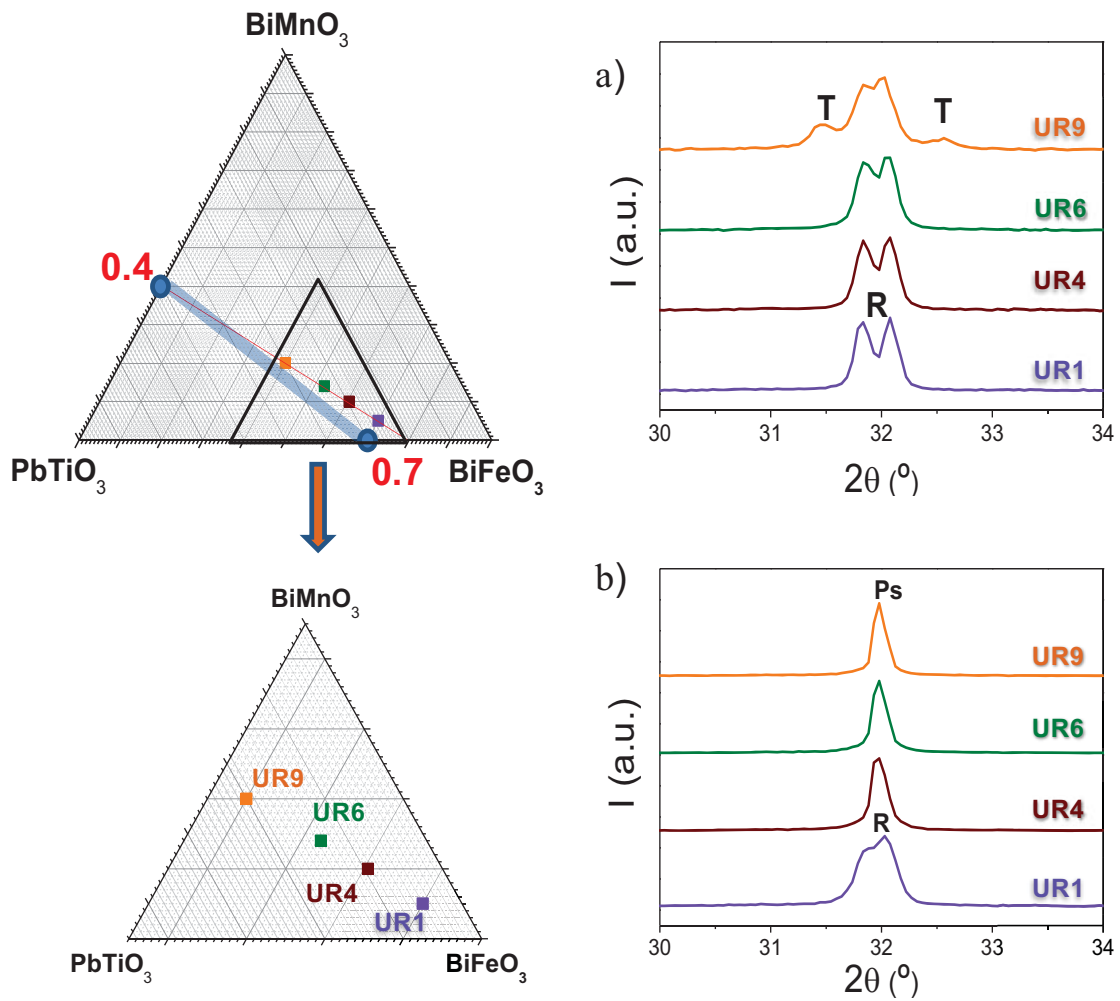 BiMnO₃
0.4
PbTiO₃
0.7
BiFeO₃
BiMnO₃
UR9
UR6
UR4
UR1
PbTiO₃
BiFeO₃
a)
T
T
UR9
UR6
UR4
R
UR1
I (a.u.)
30 31 32 33 34
2θ (º)
b)
Ps
UR9
UR6
UR4
R
UR1
I (a.u.)
30 31 32 33 34
2θ (º)